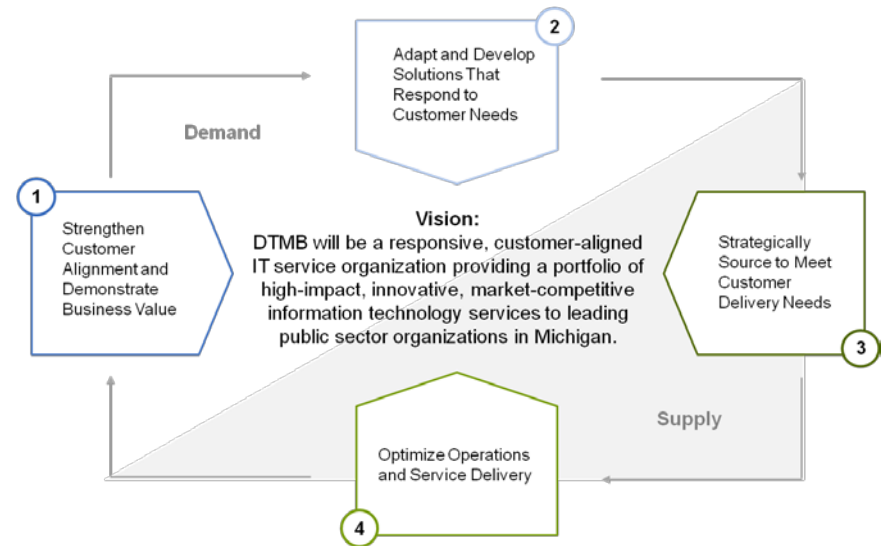 2
Adapt and Develop
Solutions That
Respond to
Customer Needs
Demand
1
Strengthen
Customer
Alignment and
Demonstrate
Business Value
Vision:
DTMB will be a responsive, customer-aligned
IT service organization providing a portfolio of
high-impact, innovative, market-competitive
information technology services to leading
public sector organizations in Michigan.
Strategically
Source to Meet
Customer
Delivery Needs
3
Supply
Optimize Operations
and Service Delivery
4